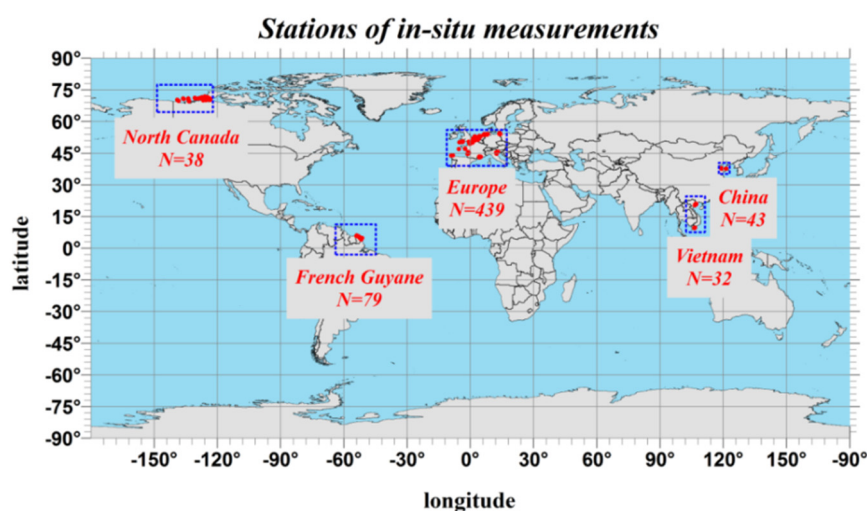 Stations of in-situ measurements
90°
75°
60°
45°
30°
15°
0°
-15°
-30°
-45°
-60°
-75°
-90°
latitude
North Canada
N=38
Europe
N=439
China
N=43
Vietnam
N=32
French Guyane
N=79
-150° -120° -90° -60° -30° 0° 30° 60° 90° 120° 150° -90°
longitude